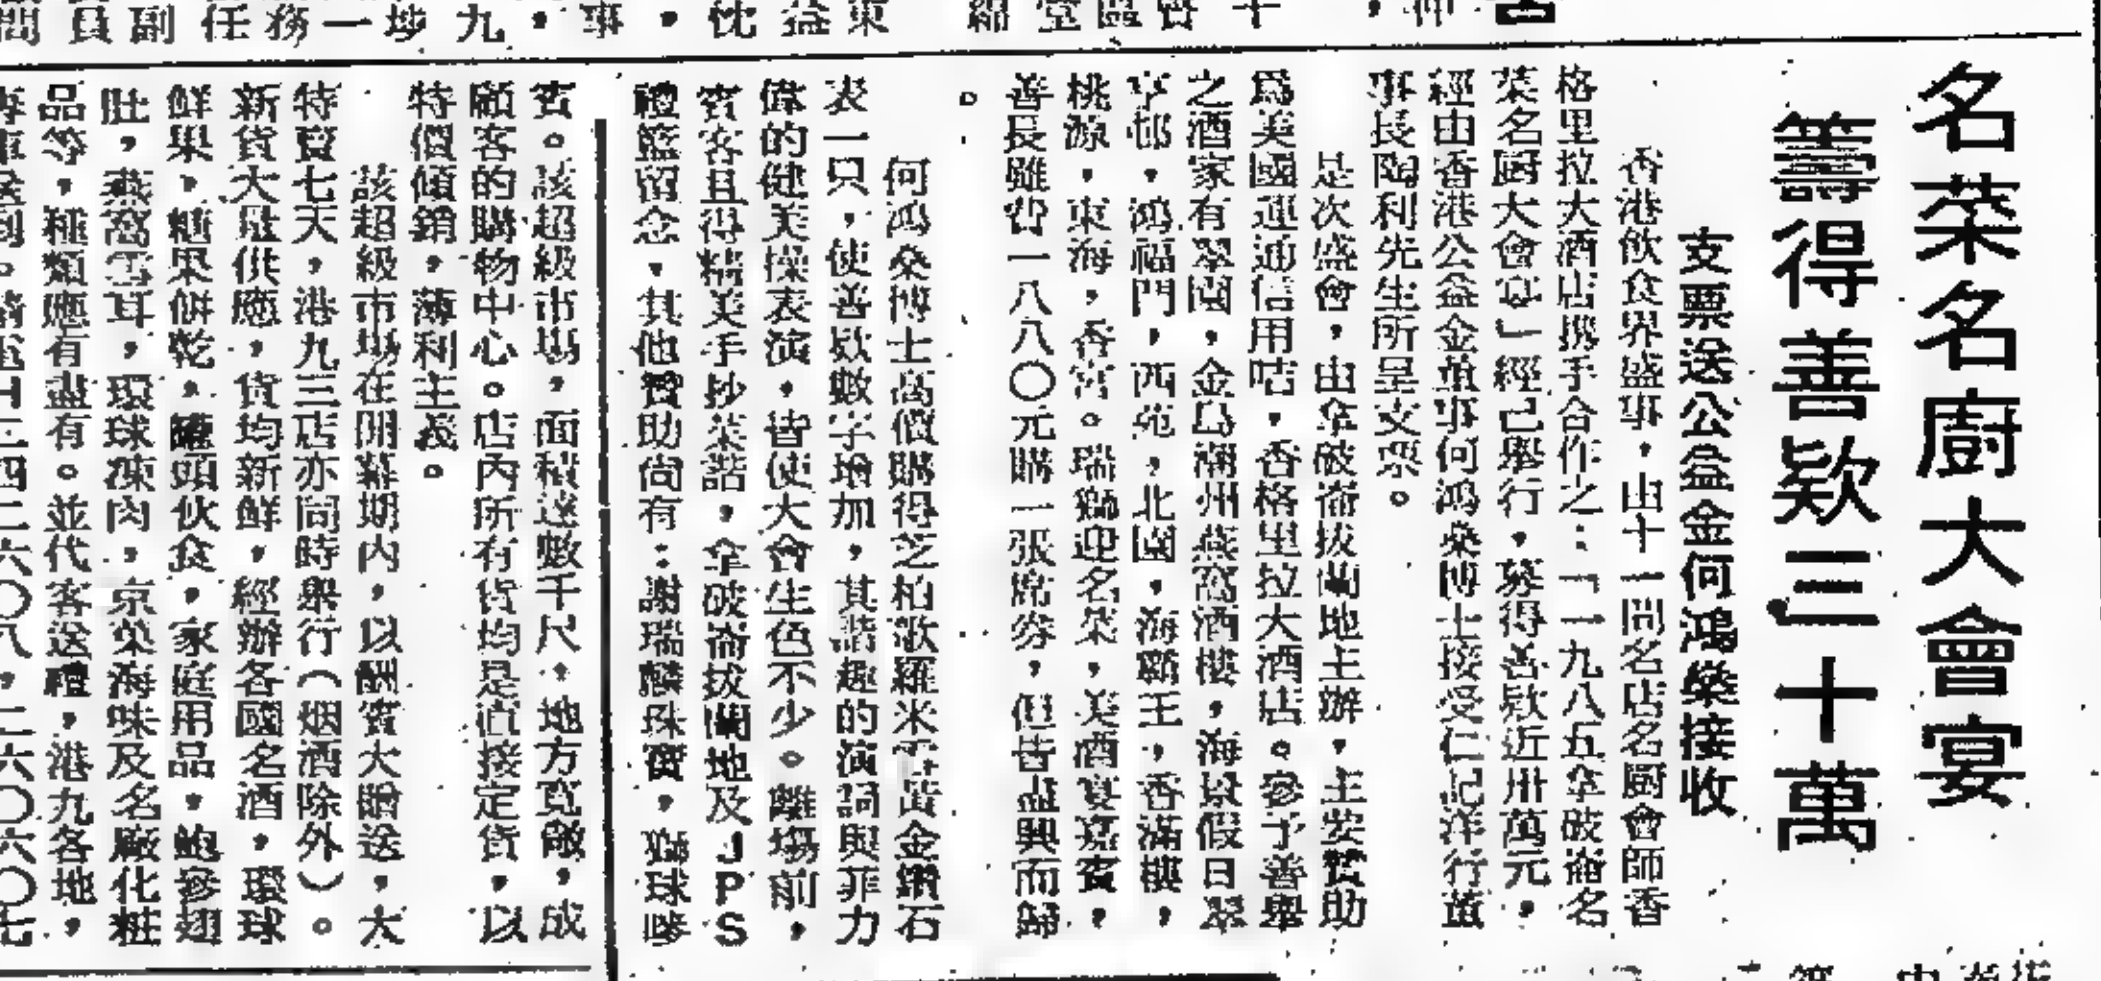 名菜名廚大會宴
籌得善欵三十萬
支票送公益金何鴻燊接收
香港飲食界盛事，由十一間名店名厨會師香
格里拉大酒店携手合作之：「一九八五拿破崙名
菜名厨大會宴」經已舉行，募得善欵近卅萬元，
經由香港公益金董事何鴻燊博士接受仁記洋行董
事長陶利先生所呈支票。
是次盛會，由拿破崙拔蘭地主辦，主要贊助
爲美國運通信用咭，香格里拉大酒店。參予善舉
之酒家有翠園，金島潮州燕窩酒樓，海景假日翠
亨邨，鴻福門，西苑，北園，海霸王，香滿樓，
桃源，東海，香宮。瑞獅迎名菜，美酒宴嘉賓，
善長雖費一八八〇元購一張席券，但皆盡興而歸
。
何鴻燊博士高價購得芝柏歌羅米 黃金鑽石
表一只，使善欵數字增加，其諧趣的演詞與菲力
偉的健美操表演，皆使大會生色不少。離場前，
賓客且得精美手抄菜譜，拿破崙拔蘭地及JPS
禮籃留念，其他贊助尚有：謝瑞麟珠寶，獅球嘜
賓。該超級市場，面積逹數千尺，地方寬敞，成
顧客的購物中心。店內所有貨均是直接定貨，以
特價傾銷，薄利主義。
該超級市場在開幕期內，以酬賓大贈送，大
特賣七天，港九三店亦同時舉行（烟酒除外）。
新貨大量供應，貨均新鮮，經辦各國名酒，環球
鮮果，糖果餅乾，罐頭伙食，家庭用品，鮑參翅
肚，燕窩雪耳，環球凍肉，京菓海味及名廠化粧
品等，種類應有盡有。並代客送禮，港九各地，